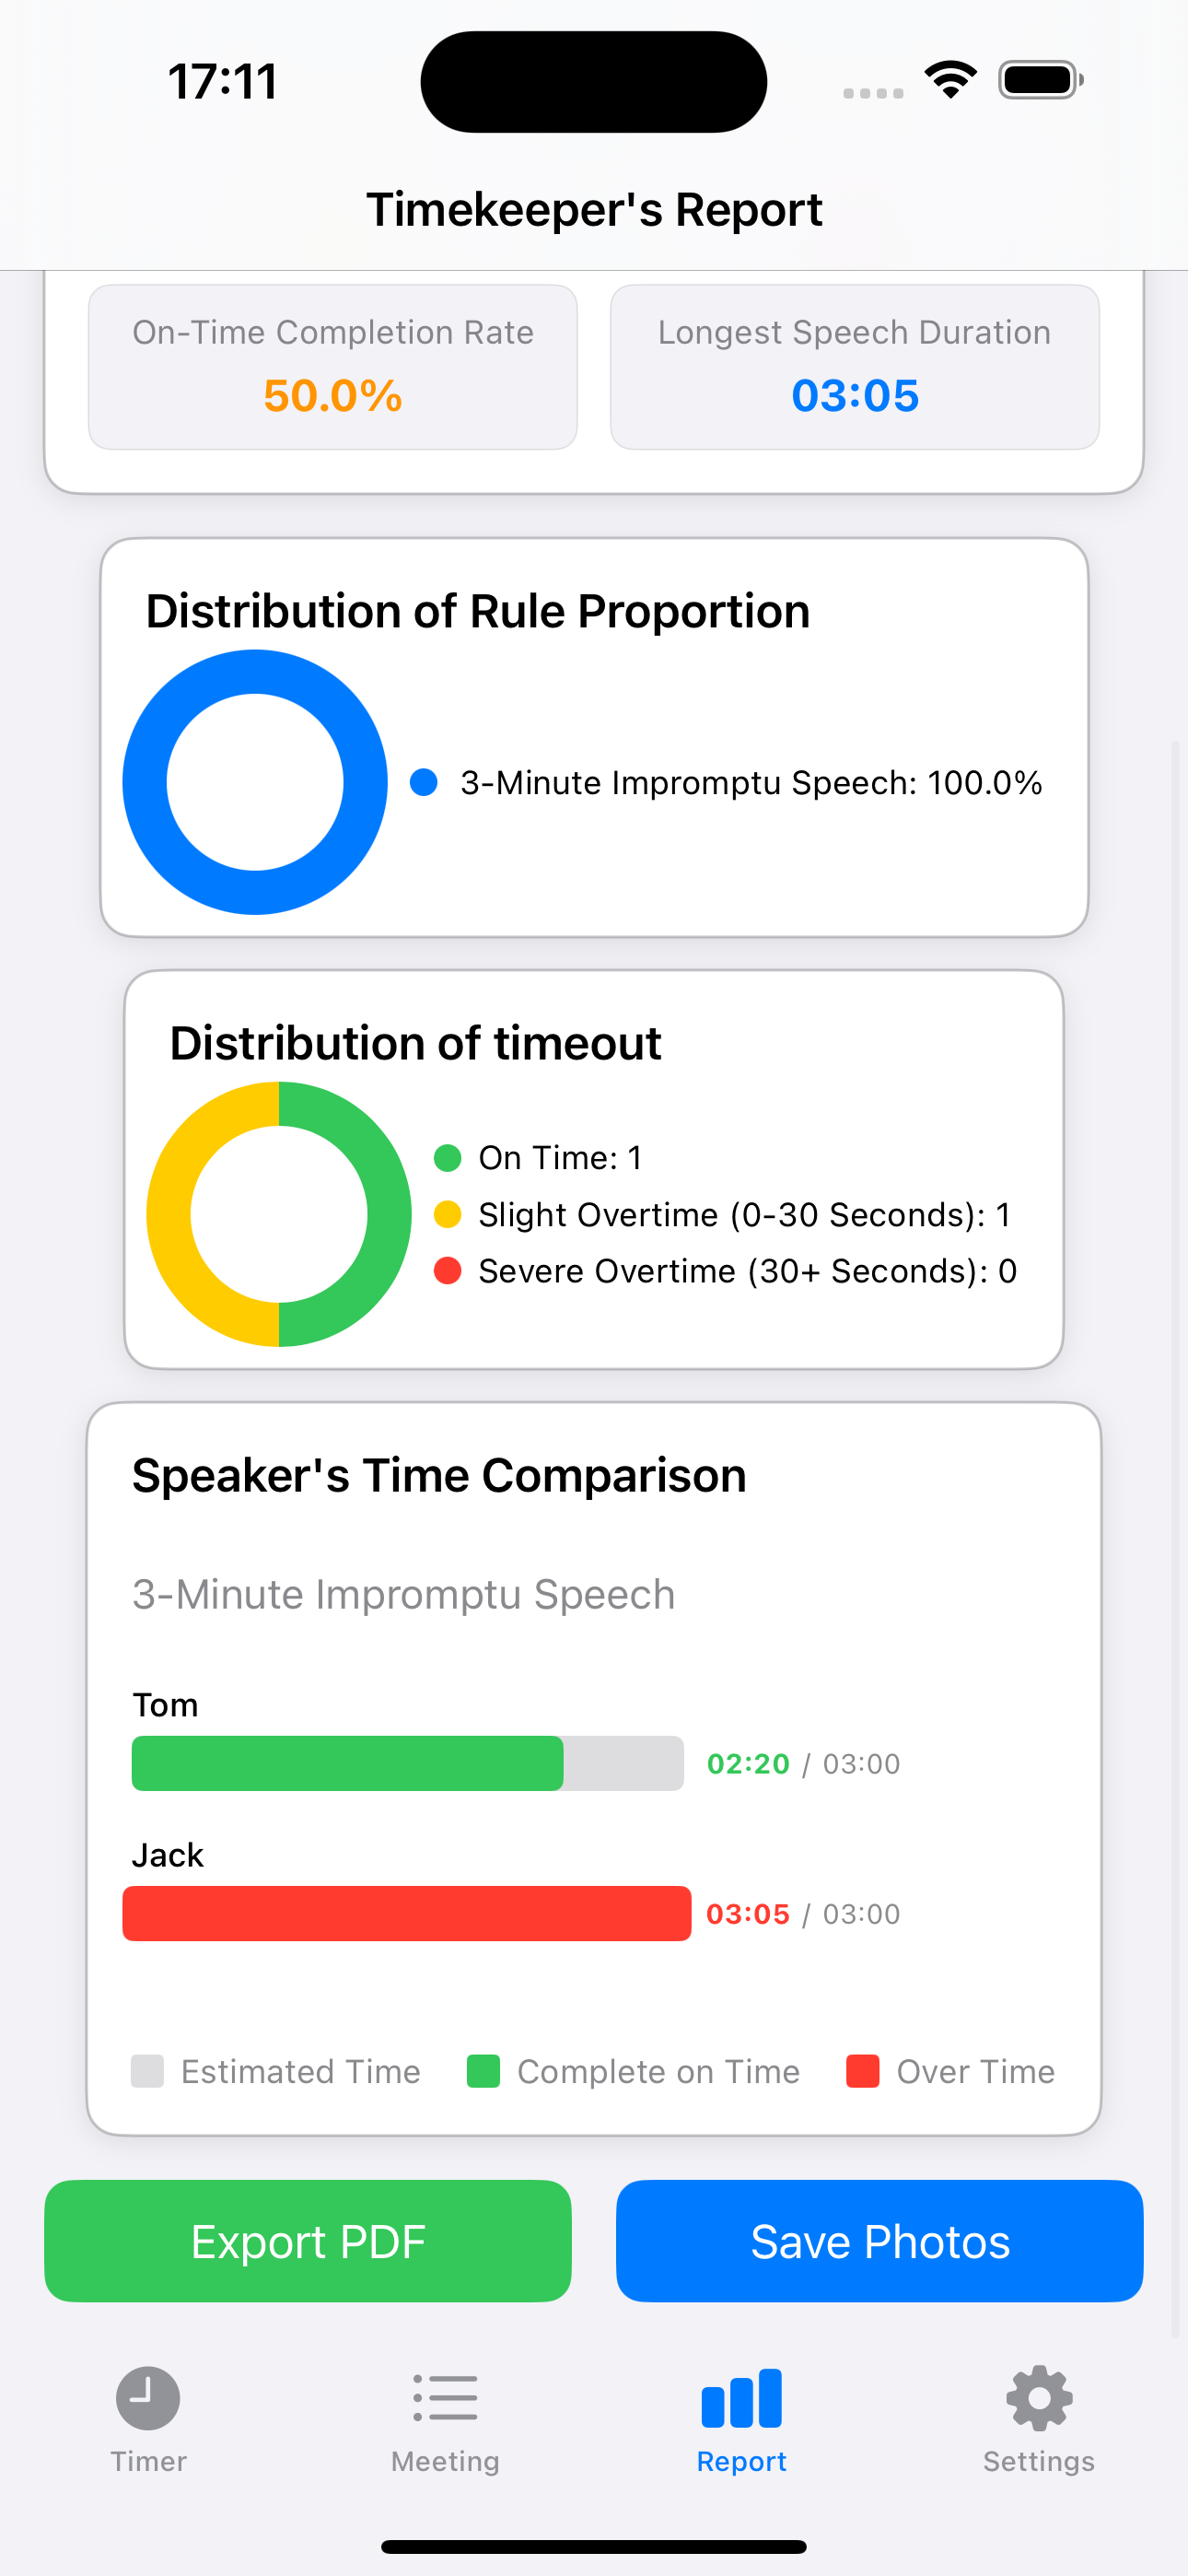 17:11
Timekeeper's Report
On-Time Completion Rate
50.0%
Longest Speech Duration
03:05
Distribution of Rule Proportion
3-Minute Impromptu Speech: 100.0%
Distribution of timeout
On Time: 1
Slight Overtime (0-30 Seconds): 1
Severe Overtime (30+ Seconds): 0
Speaker's Time Comparison
3-Minute Impromptu Speech
Tom
02:20 / 03:00
Jack
03:05 / 03:00
Estimated Time
Complete on Time
Over Time
Export PDF
Save Photos
Timer
Meeting
Report
Settings